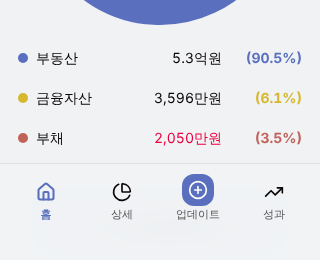 부동산 5.3억원 (90.5%)
금융자산 3,596만원 (6.1%)
부채 2,050만원 (3.5%)
홈 상세 업데이트 성과